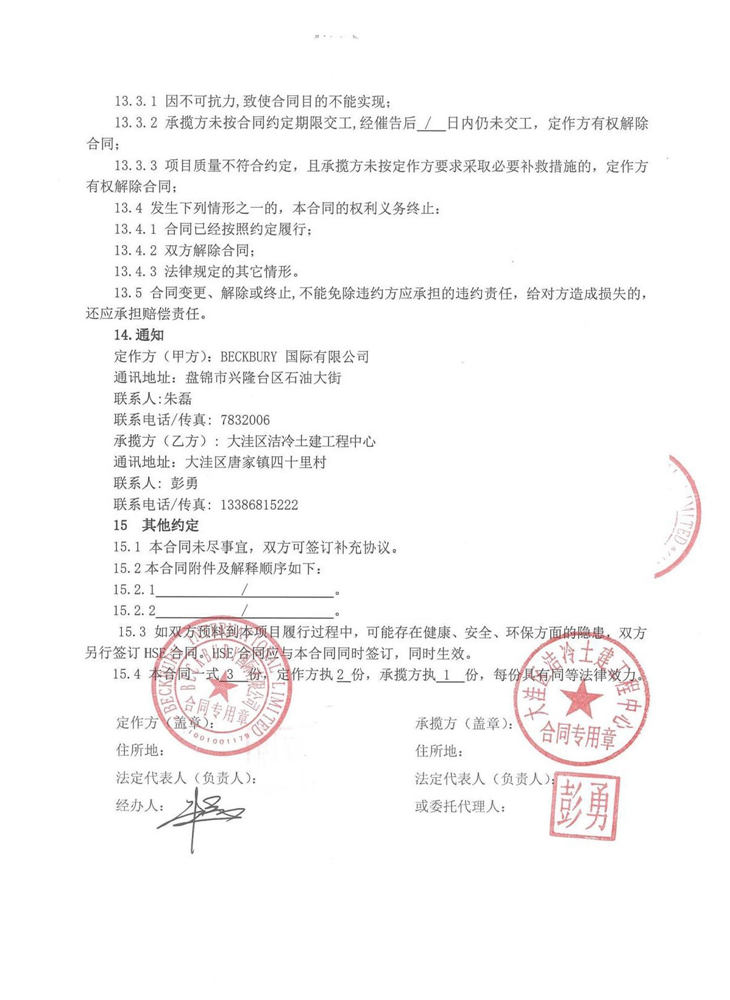 13.3.1 因不可抗力,致使合同目的不能实现；
13.3.2 承揽方未按合同约定期限交工,经催告后 / 日内仍未交工，定作方有权解除
合同；
13.3.3 项目质量不符合约定，且承揽方未按定作方要求采取必要补救措施的，定作方
有权解除合同；
13.4 发生下列情形之一的，本合同的权利义务终止：
13.4.1 合同已经按照约定履行；
13.4.2 双方解除合同；
13.4.3 法律规定的其它情形。
13.5 合同变更、解除或终止,不能免除违约方应承担的违约责任，给对方造成损失的，
还应承担赔偿责任。
14.通知
定作方（甲方）：BECKBURY 国际有限公司
通讯地址：盘锦市兴隆台区石油大街
联系人:朱磊
联系电话/传真: 7832006
承揽方（乙方）: 大洼区洁冷土建工程中心
通讯地址：大洼区唐家镇四十里村
联系人: 彭勇
联系电话/传真: 13386815222
15 其他约定
15.1 本合同未尽事宜，双方可签订补充协议。
15.2本合同附件及解释顺序如下：
15.2.1 / 。
15.2.2 / 。
15.3 如双方预料到本项目履行过程中，可能存在健康、安全、环保方面的隐患，双方
另行签订HSE合同。HSE合同应与本合同同时签订，同时生效。
15.4 本合同一式 3 份，定作方执2份，承揽方执 1 份，每份具有同等法律效力。
BECKBURY INTERNATIONAL LIMITED
BECKBURY国际有限公司
合同专用章
1001001179
大洼区洁冷土建工程中心
合同专用章
定作方（盖章）：
承揽方（盖章）：
住所地：
住所地：
法定代表人（负责人）：
法定代表人（负责人）：
经办人：
或委托代理人：
彭勇
LIMITED